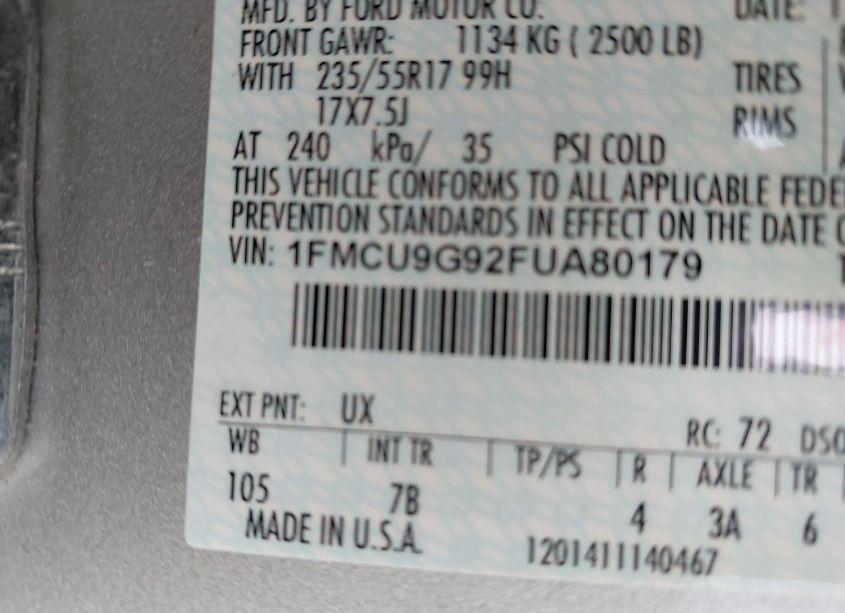 MFD. BY FORD MOTOR CO. DATE: 1
FRONT GAWR: 1134 KG ( 2500 LB)
WITH 235/55R17 99H TIRES
17X7.5J RIMS
AT 240 kPa/ 35 PSI COLD
THIS VEHICLE CONFORMS TO ALL APPLICABLE FEDE
PREVENTION STANDARDS IN EFFECT ON THE DATE O
VIN: 1FMCU9G92FUA80179
EXT PNT: UX RC: 72 DSO
WB | INT TR | TP/PS | R | AXLE | TR
105 7B 4 3A 6
MADE IN U.S.A. 1201411140467